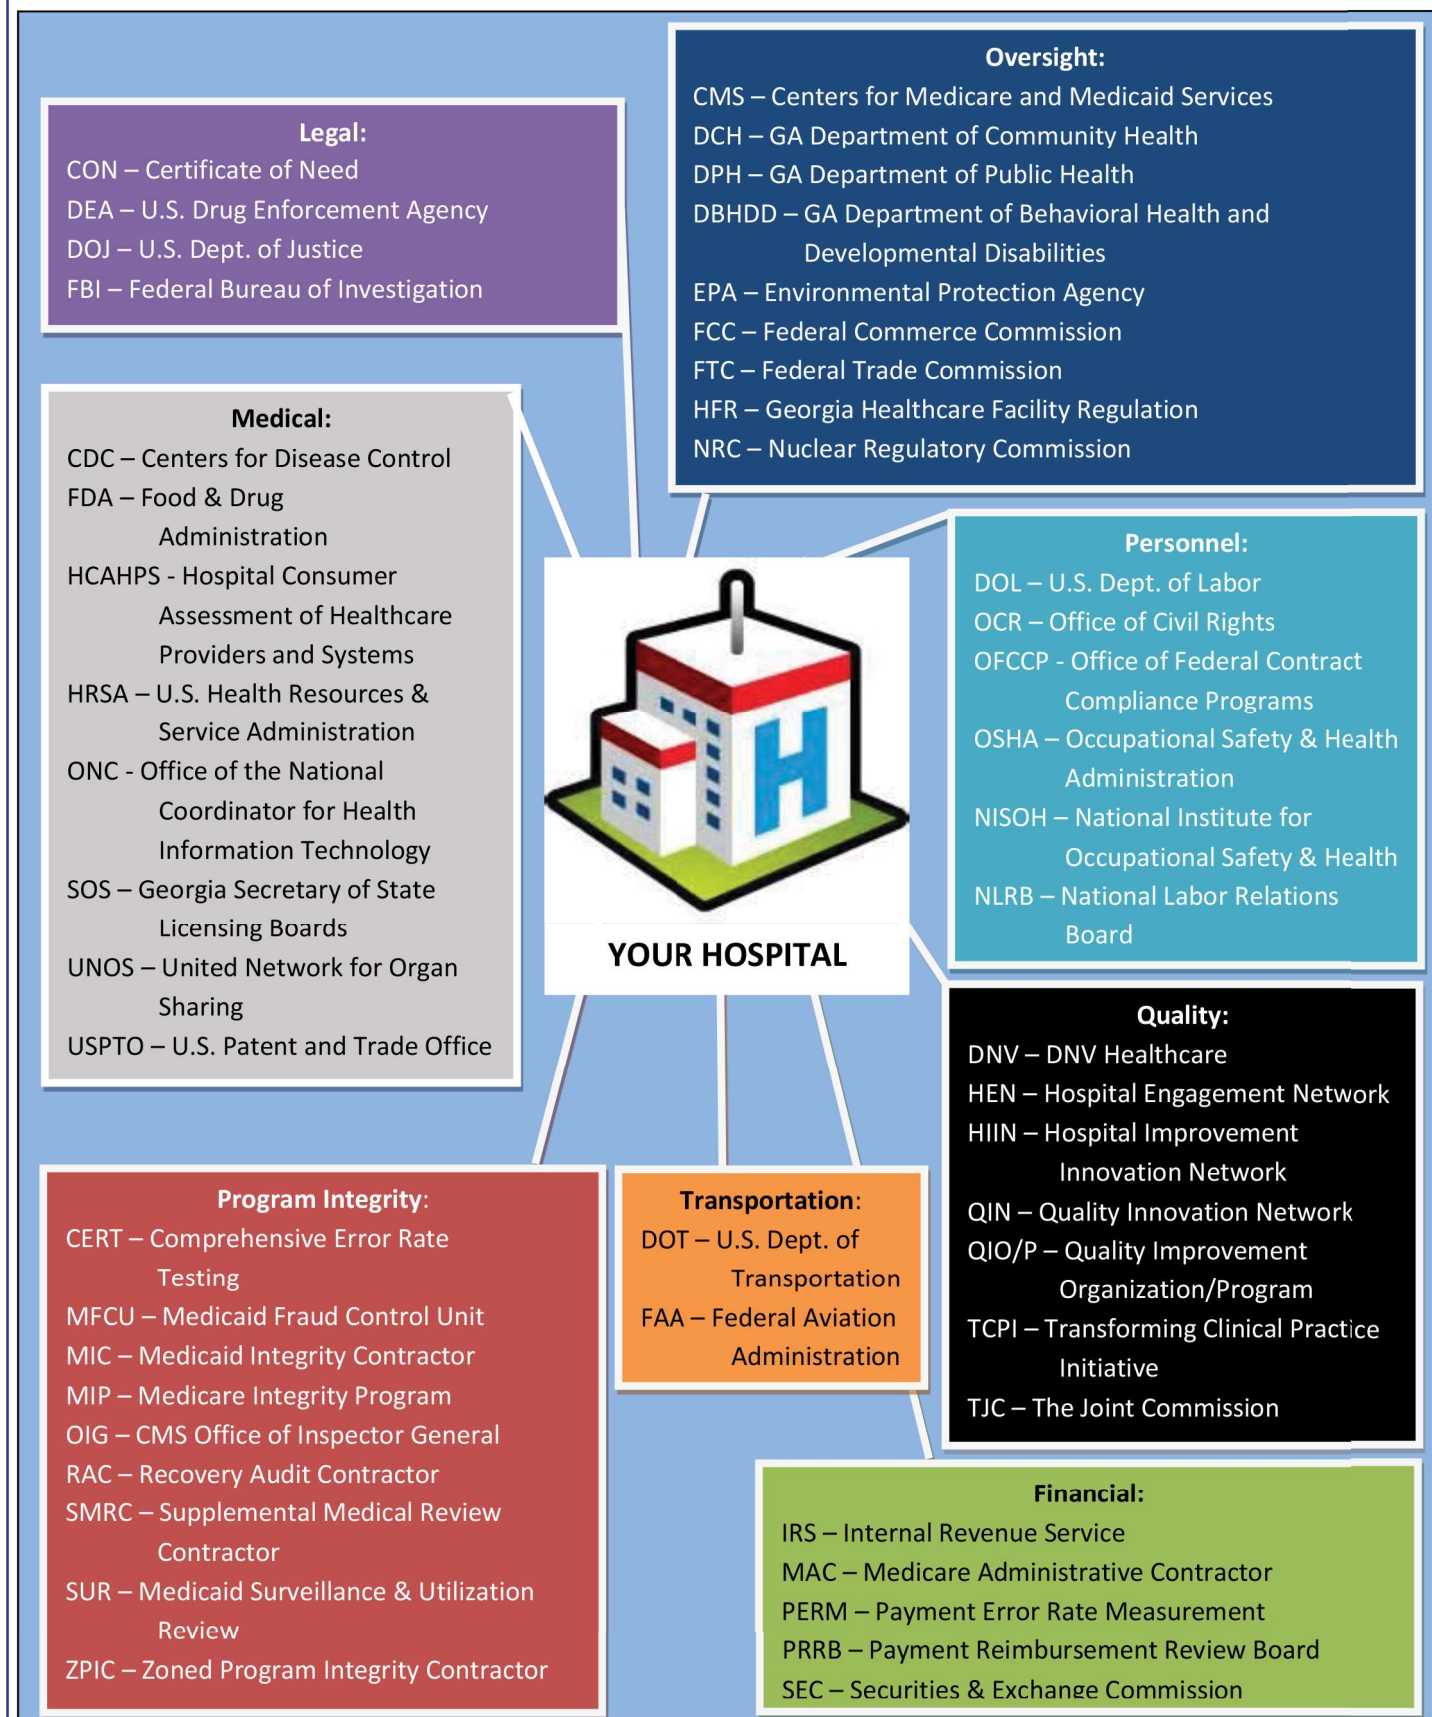 Oversight:
CMS – Centers for Medicare and Medicaid Services
DCH – GA Department of Community Health
DPH – GA Department of Public Health
DBHDD – GA Department of Behavioral Health and
Developmental Disabilities
EPA – Environmental Protection Agency
FCC – Federal Commerce Commission
FTC – Federal Trade Commission
HFR – Georgia Healthcare Facility Regulation
NRC – Nuclear Regulatory Commission
Legal:
CON – Certificate of Need
DEA – U.S. Drug Enforcement Agency
DOJ – U.S. Dept. of Justice
FBI – Federal Bureau of Investigation
Medical:
CDC – Centers for Disease Control
FDA – Food & Drug
Administration
HCAHPS - Hospital Consumer
Assessment of Healthcare
Providers and Systems
HRSA – U.S. Health Resources &
Service Administration
ONC - Office of the National
Coordinator for Health
Information Technology
SOS – Georgia Secretary of State
Licensing Boards
UNOS – United Network for Organ
Sharing
USPTO – U.S. Patent and Trade Office
H
YOUR HOSPITAL
Personnel:
DOL – U.S. Dept. of Labor
OCR – Office of Civil Rights
OFCCP - Office of Federal Contract
Compliance Programs
OSHA – Occupational Safety & Health
Administration
NISOH – National Institute for
Occupational Safety & Health
NLRB – National Labor Relations
Board
Quality:
DNV – DNV Healthcare
HEN – Hospital Engagement Network
HIIN – Hospital Improvement
Innovation Network
QIN – Quality Innovation Network
QIO/P – Quality Improvement
Organization/Program
TCPI – Transforming Clinical Practice
Initiative
TJC – The Joint Commission
Program Integrity:
CERT – Comprehensive Error Rate
Testing
MFCU – Medicaid Fraud Control Unit
MIC – Medicaid Integrity Contractor
MIP – Medicare Integrity Program
OIG – CMS Office of Inspector General
RAC – Recovery Audit Contractor
SMRC – Supplemental Medical Review
Contractor
SUR – Medicaid Surveillance & Utilization
Review
ZPIC – Zoned Program Integrity Contractor
Transportation:
DOT – U.S. Dept. of
Transportation
FAA – Federal Aviation
Administration
Financial:
IRS – Internal Revenue Service
MAC – Medicare Administrative Contractor
PERM – Payment Error Rate Measurement
PRRB – Payment Reimbursement Review Board
SEC – Securities & Exchange Commission